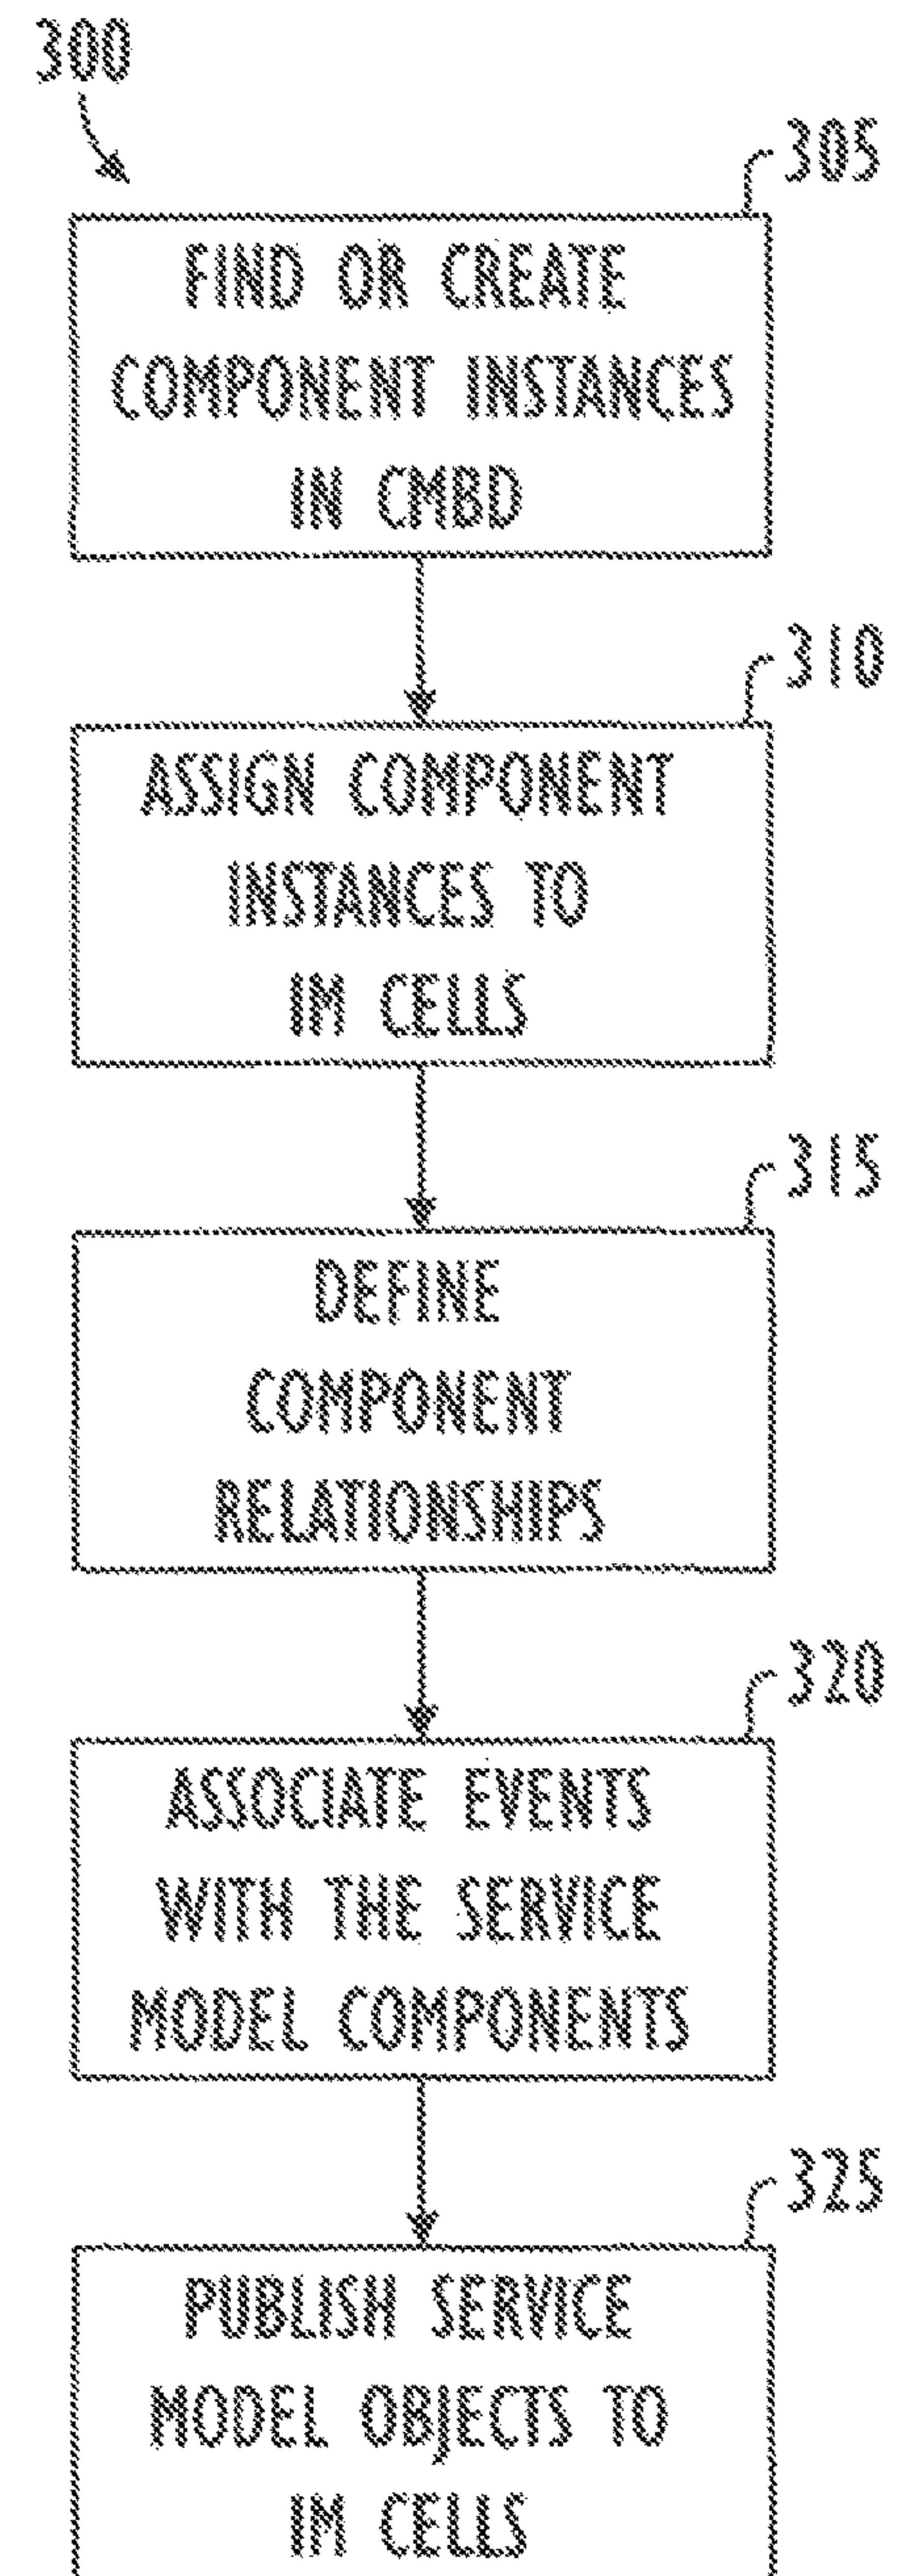 300
305
FIND OR CREATE
COMPONENT INSTANCES
IN CMBD
310
ASSIGN COMPONENT
INSTANCES TO
IM CELLS
315
DEFINE
COMPONENT
RELATIONSHIPS
320
ASSOCIATE EVENTS
WITH THE SERVICE
MODEL COMPONENTS
325
PUBLISH SERVICE
MODEL OBJECTS TO
IM CELLS